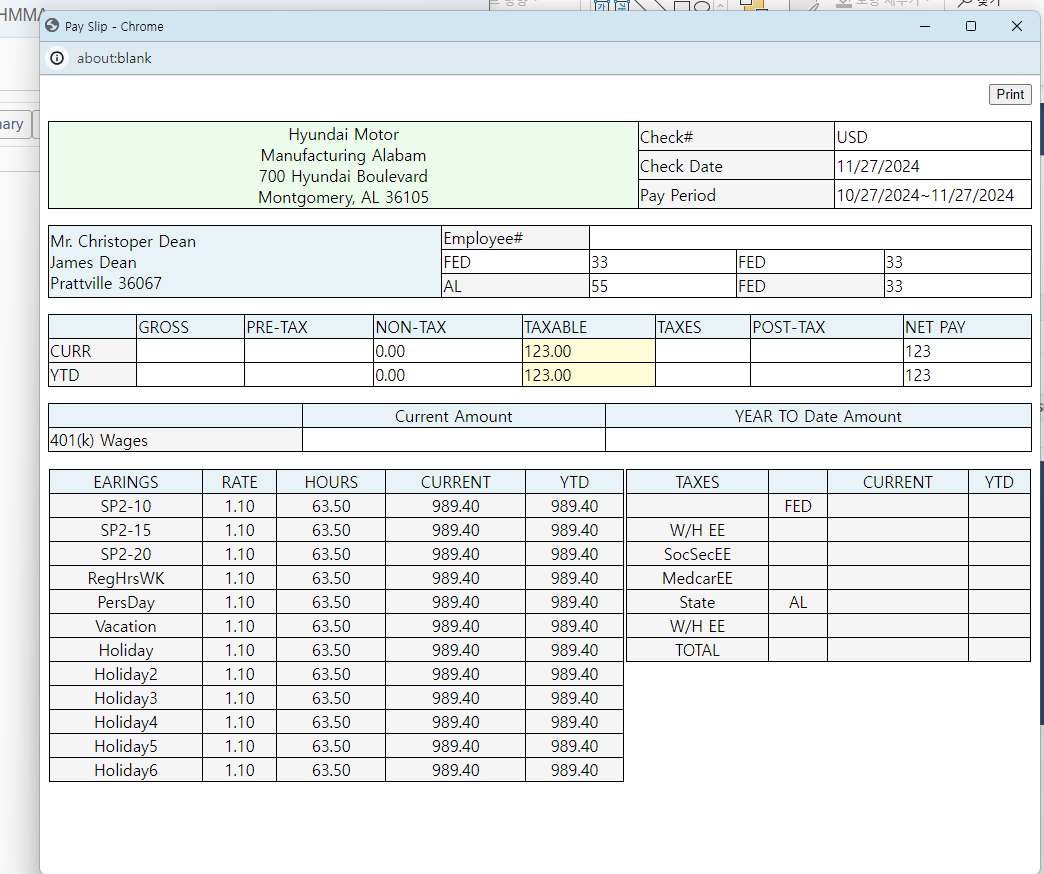 Pay Slip - Chrome
about:blank
Print
Hyundai Motor
Manufacturing Alabam
700 Hyundai Boulevard
Montgomery, AL 36105
Check# USD
Check Date 11/27/2024
Pay Period 10/27/2024~11/27/2024
Mr. Christoper Dean
James Dean
Prattville 36067
Employee#
FED 33 FED 33
AL 55 FED 33
GROSS PRE-TAX NON-TAX TAXABLE TAXES POST-TAX NET PAY
CURR 0.00 123.00 123
YTD 0.00 123.00 123
Current Amount YEAR TO Date Amount
401(k) Wages
EARINGS RATE HOURS CURRENT YTD
SP2-10 1.10 63.50 989.40 989.40
SP2-15 1.10 63.50 989.40 989.40
SP2-20 1.10 63.50 989.40 989.40
RegHrsWK 1.10 63.50 989.40 989.40
PersDay 1.10 63.50 989.40 989.40
Vacation 1.10 63.50 989.40 989.40
Holiday 1.10 63.50 989.40 989.40
Holiday2 1.10 63.50 989.40 989.40
Holiday3 1.10 63.50 989.40 989.40
Holiday4 1.10 63.50 989.40 989.40
Holiday5 1.10 63.50 989.40 989.40
Holiday6 1.10 63.50 989.40 989.40
TAXES CURRENT YTD
FED
W/H EE
SocSecEE
MedcarEE
State AL
W/H EE
TOTAL